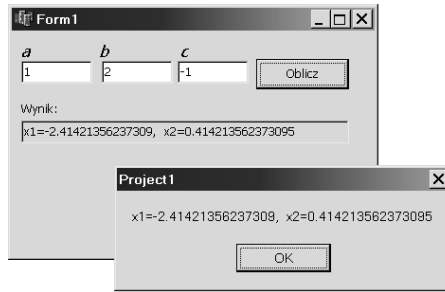 Form1
a b c
1 2 -1 Oblicz
Wynik:
x1=-2.41421356237309, x2=0.414213562373095
Project1
x1=-2.41421356237309, x2=0.414213562373095
OK